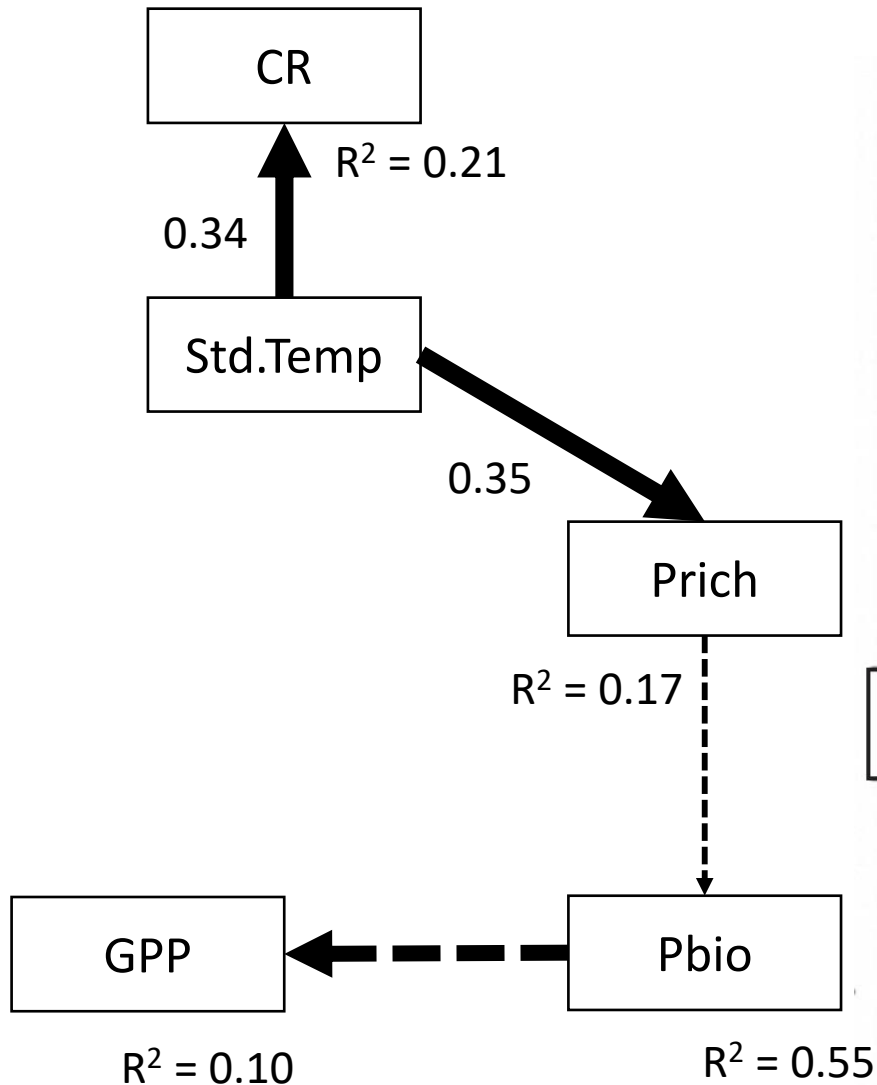 CR
R² = 0.21
0.34
Std.Temp
0.35
Prich
R² = 0.17
GPP
Pbio
R² = 0.10
R² = 0.55